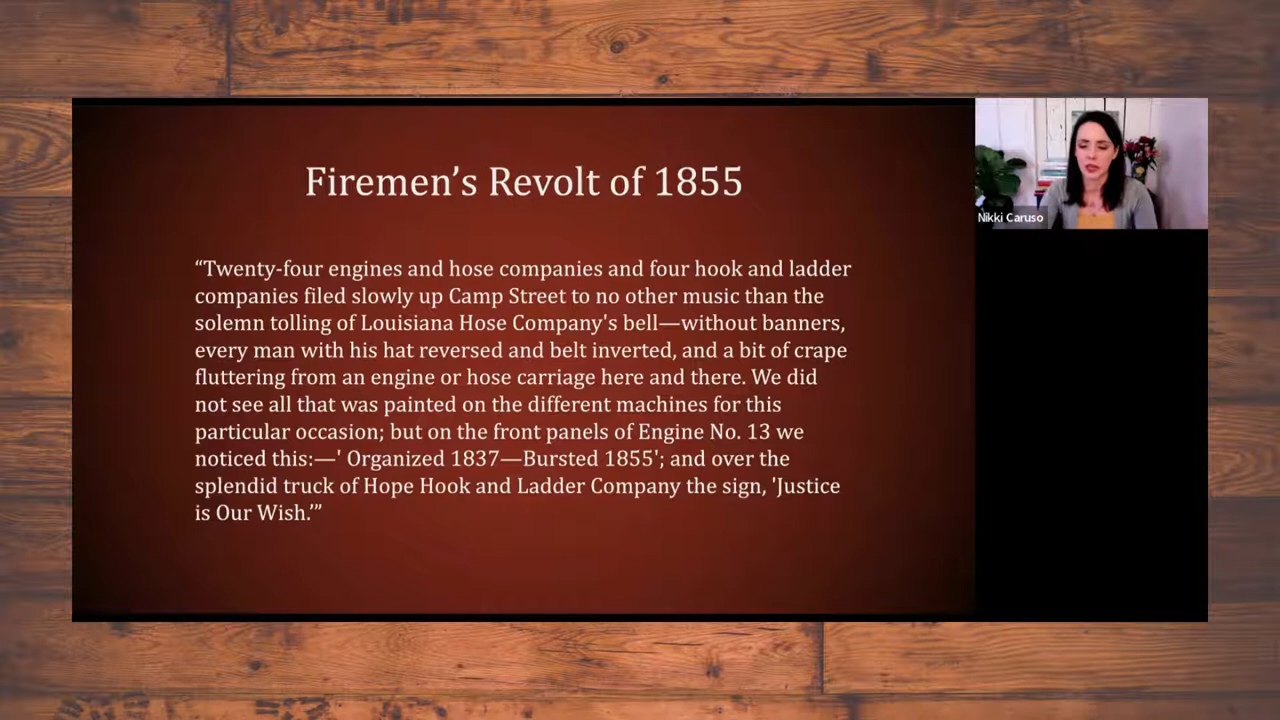 Firemen’s Revolt of 1855
“Twenty-four engines and hose companies and four hook and ladder
companies filed slowly up Camp Street to no other music than the
solemn tolling of Louisiana Hose Company's bell—without banners,
every man with his hat reversed and belt inverted, and a bit of crape
fluttering from an engine or hose carriage here and there. We did
not see all that was painted on the different machines for this
particular occasion; but on the front panels of Engine No. 13 we
noticed this:—' Organized 1837—Bursted 1855'; and over the
splendid truck of Hope Hook and Ladder Company the sign, 'Justice
is Our Wish.’”
Nikki Caruso